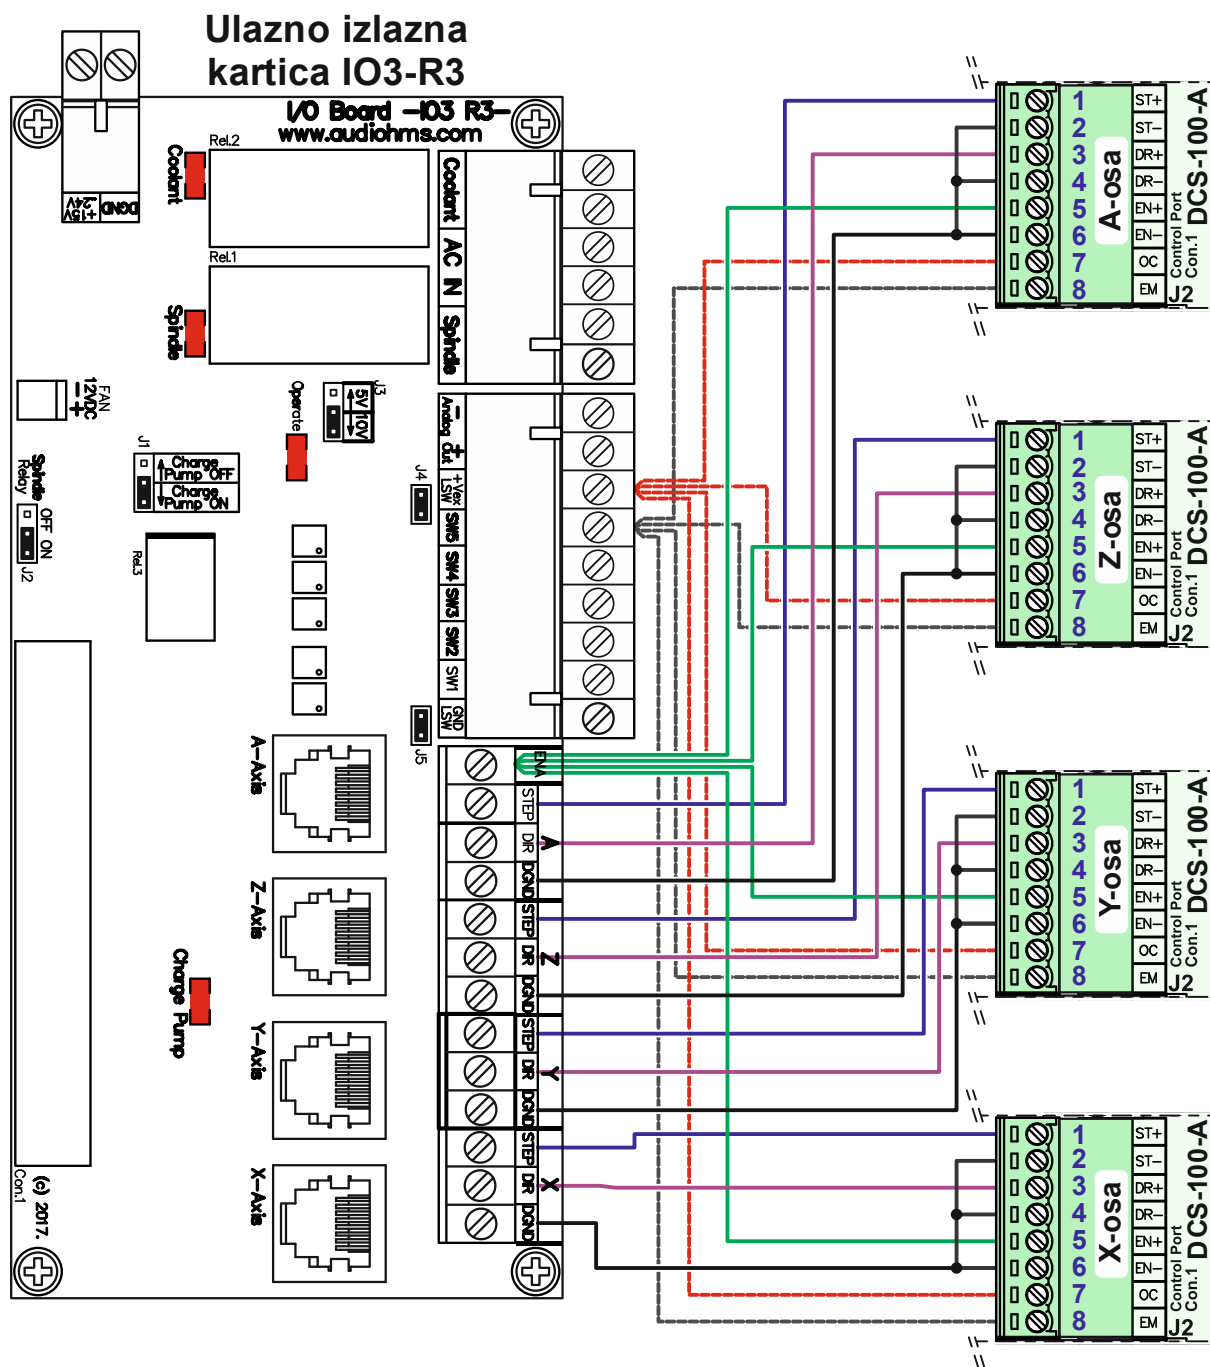 Ulazno izlazna
kartica IO3-R3
I/O Board -IO3 R3-
www.audiohms.com
+15V
..24V
DGND
Coolant
Rel.2
Spindle
Rel.1
Coolant
AC IN
Spindle
FAN
12VDC
- +
Operate
J3
5V
10V
J1
Charge
Pump OFF
Charge
Pump ON
Spindle
Relay
OFF ON
J2
Rel.3
J4
J5
- +
Analog Out
+Vex
LSW
SW5
SW4
SW3
SW2
SW1
GND
LSW
ENA
STEP
DIR
A
DGND
STEP
DIR
Z
DGND
STEP
DIR
Y
DGND
STEP
DIR
X
DGND
A-Axis
Z-Axis
Y-Axis
X-Axis
Charge Pump
Con.1
(c) 2017.
1 ST+
2 ST-
3 DR+
4 DR-
5 EN+
6 EN-
7 OC
8 EM
A-osa
Control Port
Con.1
J2
DCS-100-A
1 ST+
2 ST-
3 DR+
4 DR-
5 EN+
6 EN-
7 OC
8 EM
Z-osa
Control Port
Con.1
J2
DCS-100-A
1 ST+
2 ST-
3 DR+
4 DR-
5 EN+
6 EN-
7 OC
8 EM
Y-osa
Control Port
Con.1
J2
DCS-100-A
1 ST+
2 ST-
3 DR+
4 DR-
5 EN+
6 EN-
7 OC
8 EM
X-osa
Control Port
Con.1
J2
DCS-100-A